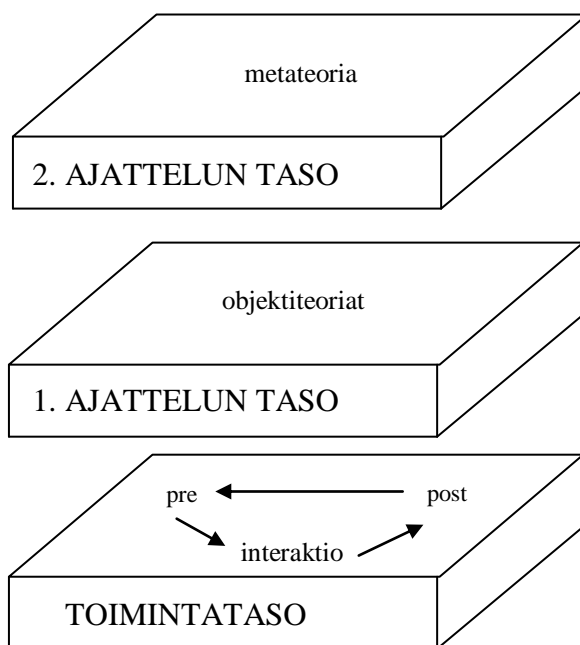 metateoria
2. AJATTELUN TASO
objektiteoriat
1. AJATTELUN TASO
pre
post
interaktio
TOIMINTATASO